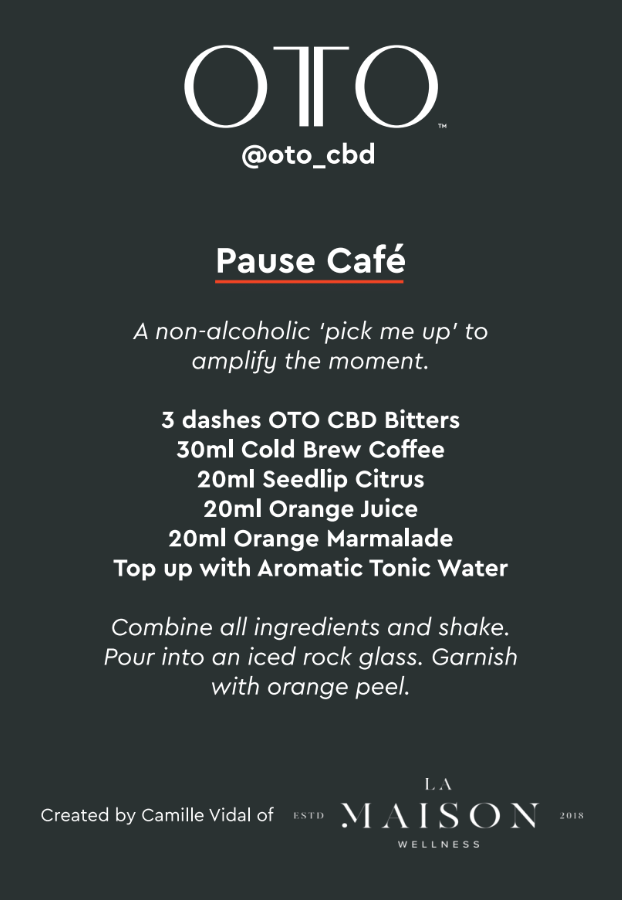 OTO™
@oto_cbd
Pause Café
A non-alcoholic 'pick me up' to
amplify the moment.
3 dashes OTO CBD Bitters
30ml Cold Brew Coffee
20ml Seedlip Citrus
20ml Orange Juice
20ml Orange Marmalade
Top up with Aromatic Tonic Water
Combine all ingredients and shake.
Pour into an iced rock glass. Garnish
with orange peel.
LA
Created by Camille Vidal of ESTD MAISON 2018
WELLNESS